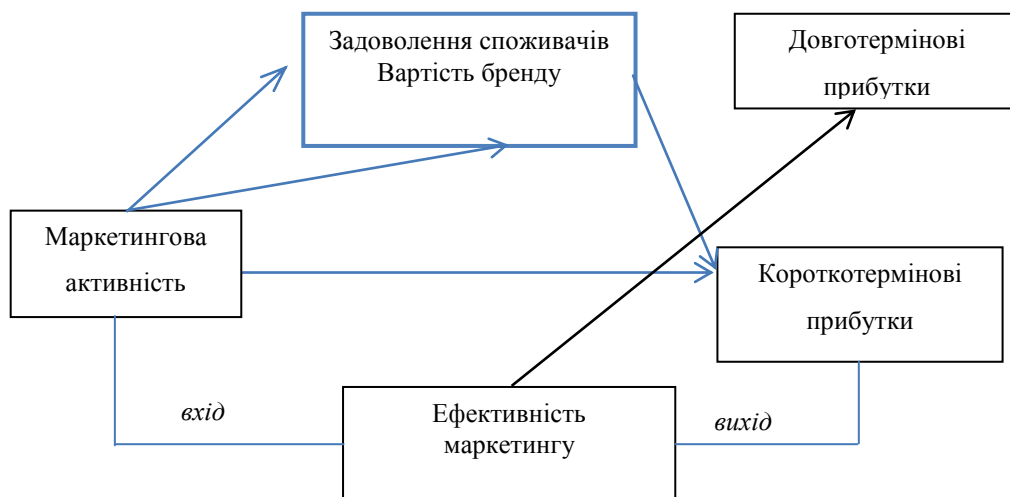 Задоволення споживачів
Вартість бренду
Довготермінові
прибутки
Маркетингова
активність
Короткотермінові
прибутки
вхід
Ефективність
маркетингу
вихід